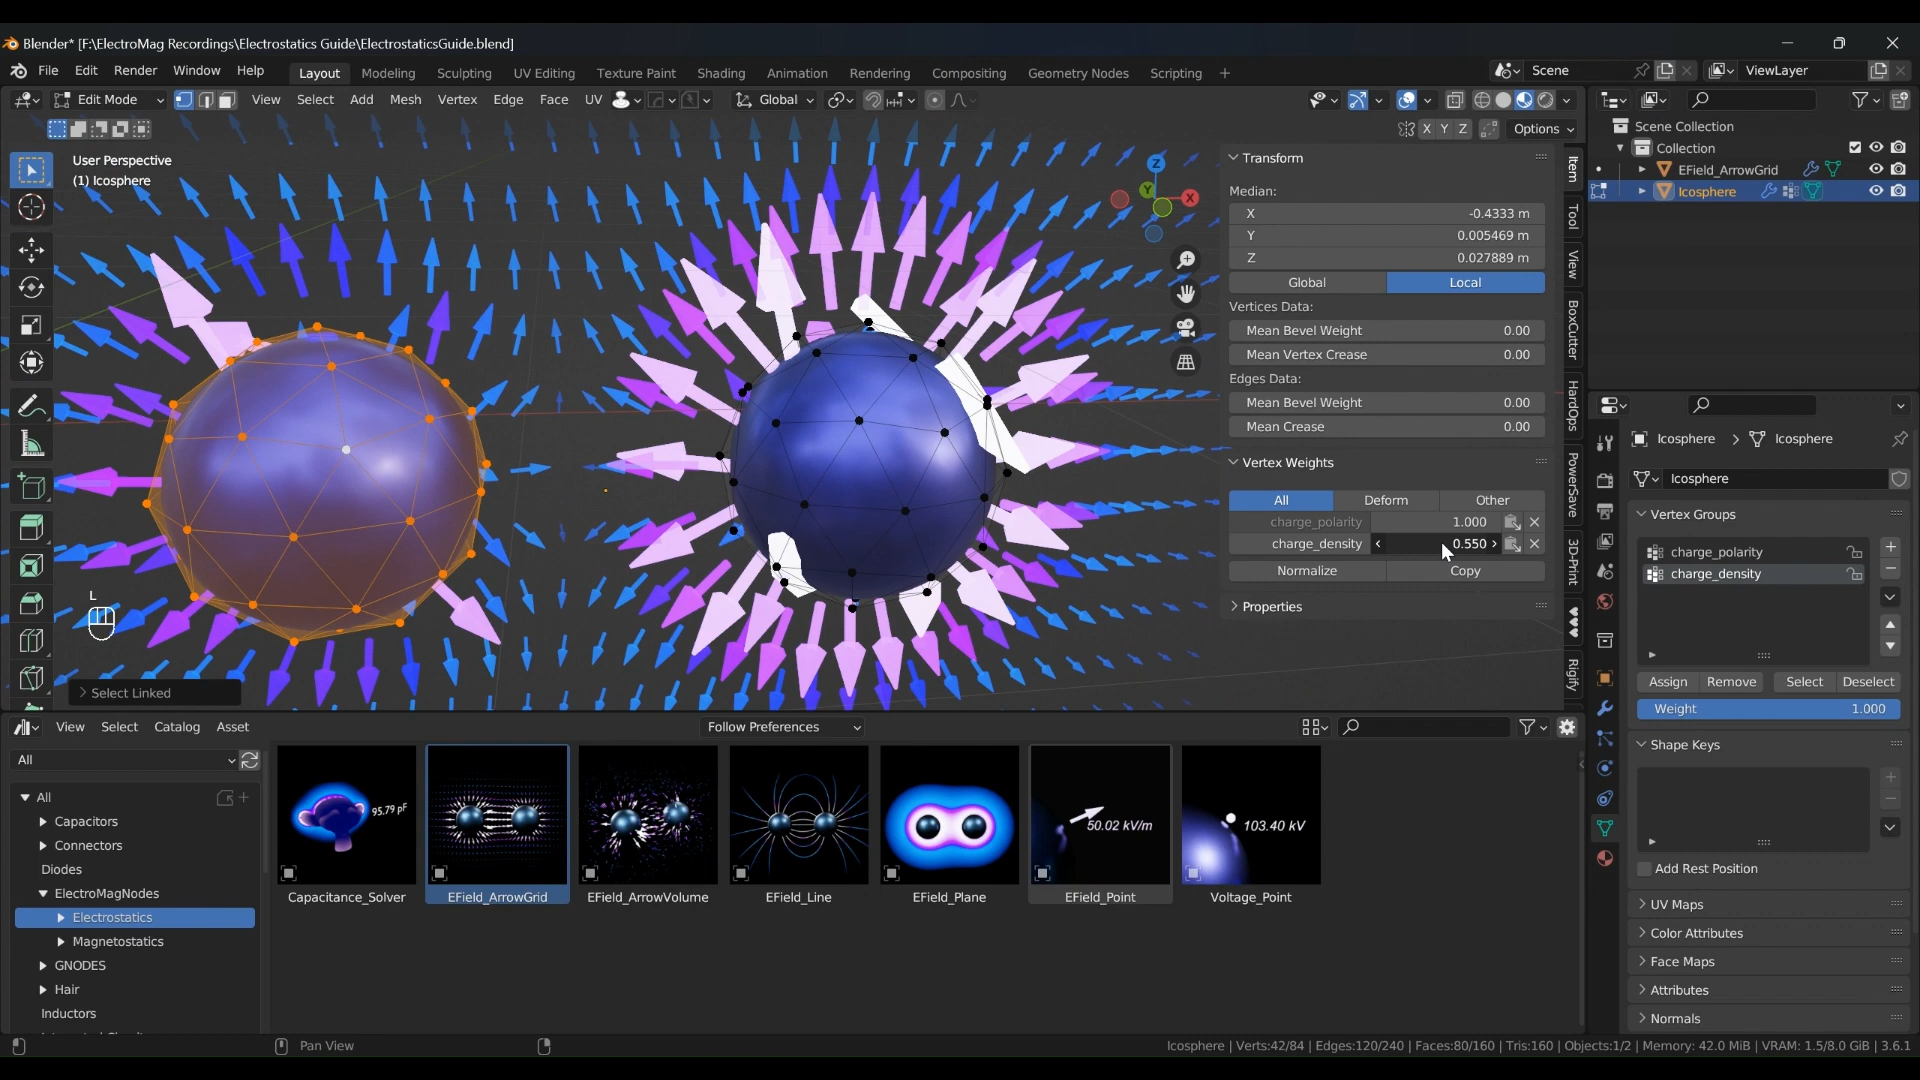 Blender* [F:\ElectroMag Recordings\Electrostatics Guide\ElectrostaticsGuide.blend]
File Edit Render Window Help Layout Modeling Sculpting UV Editing Texture Paint Shading Animation Rendering Compositing Geometry Nodes Scripting + Scene ViewLayer
Edit Mode View Select Add Mesh Vertex Edge Face UV Global
X Y Z Options
User Perspective
(1) Icosphere
Z
Y
X
L
Select Linked
Transform
Median:
X -0.4333 m
Y 0.005469 m
Z 0.027889 m
Global Local
Vertices Data:
Mean Bevel Weight 0.00
Mean Vertex Crease 0.00
Edges Data:
Mean Bevel Weight 0.00
Mean Crease 0.00
Vertex Weights
All Deform Other
charge_polarity 1.000
charge_density 0.550
Normalize Copy
Properties
Item
Tool
View
BoxCutter
HardOps
PowerSave
3D-Print
Rigify
Scene Collection
Collection
EField_ArrowGrid
Icosphere
Icosphere > Icosphere
Icosphere
Vertex Groups
charge_polarity
charge_density
Assign Remove Select Deselect
Weight 1.000
Shape Keys
Add Rest Position
UV Maps
Color Attributes
Face Maps
Attributes
Normals
View Select Catalog Asset Follow Preferences
All
All
Capacitors
Connectors
Diodes
ElectroMagNodes
Electrostatics
Magnetostatics
GNODES
Hair
Inductors
95.79 pF
50.02 kV/m
103.40 kV
Capacitance_Solver EField_ArrowGrid EField_ArrowVolume EField_Line EField_Plane EField_Point Voltage_Point
Pan View
Icosphere | Verts:42/84 | Edges:120/240 | Faces:80/160 | Tris:160 | Objects:1/2 | Memory: 42.0 MiB | VRAM: 1.5/8.0 GiB | 3.6.1